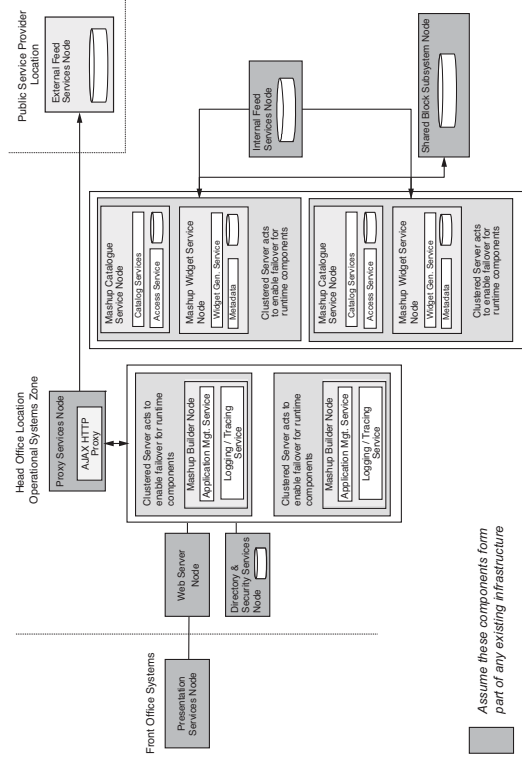 Front Office Systems
Presentation
Services Node
Head Office Location
Operational Systems Zone
Proxy Services Node
AJAX HTTP
Proxy
Web Server
Node
Directory &
Security Services
Node
Clustered Server acts to
enable failover for runtime
components
Mashup Builder Node
Application Mgt. Service
Logging / Tracing
Service
Clustered Server acts to
enable failover for runtime
components
Mashup Builder Node
Application Mgt. Service
Logging / Tracing
Service
Mashup Catalogue
Service Node
Catalog Services
Access Service
Mashup Widget Service
Node
Widget Gen. Service
Metadata
Clustered Server acts
to enable failover for
runtime components
Mashup Catalogue
Service Node
Catalog Services
Access Service
Mashup Widget Service
Node
Widget Gen. Service
Metadata
Clustered Server acts
to enable failover for
runtime components
Public Service Provider
Location
External Feed
Services Node
Internal Feed
Services Node
Shared Block Subsystem Node
Assume these components form
part of any existing infrastructure